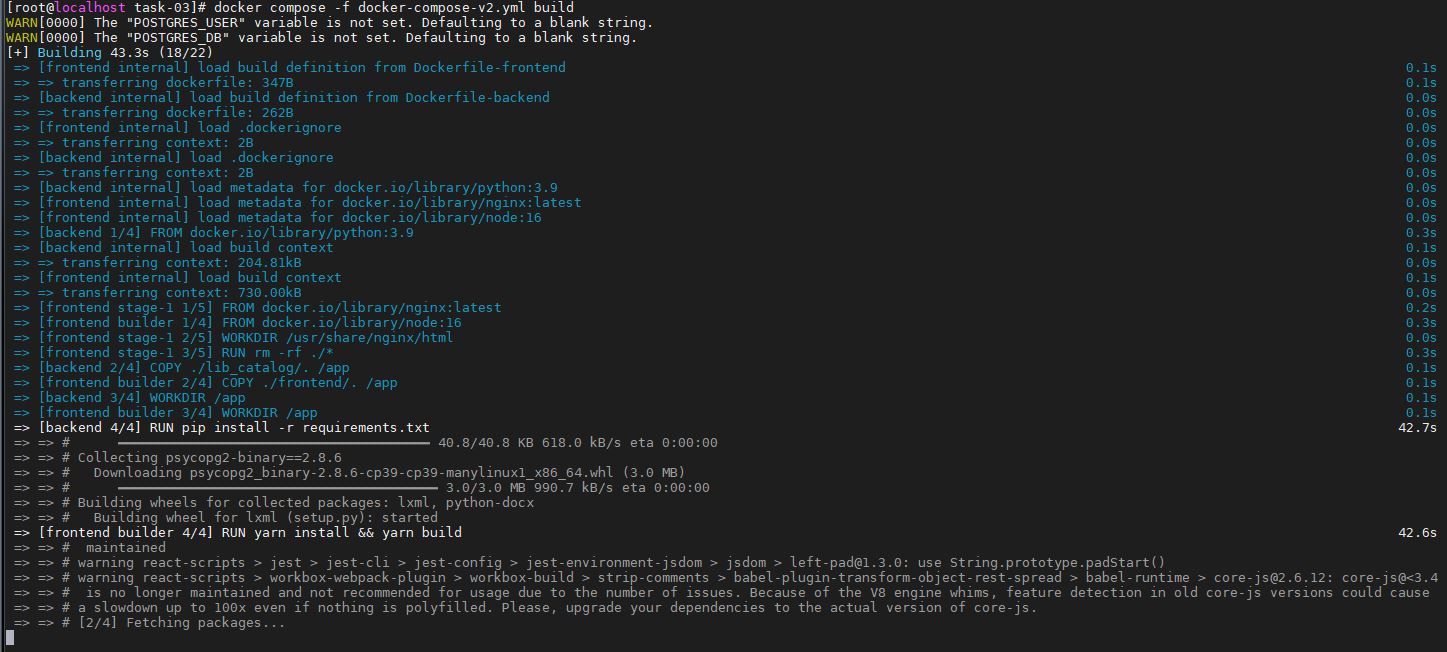 [root@localhost task-03]# docker compose -f docker-compose-v2.yml build
WARN[0000] The "POSTGRES_USER" variable is not set. Defaulting to a blank string.
WARN[0000] The "POSTGRES_DB" variable is not set. Defaulting to a blank string.
[+] Building 43.3s (18/22)
=> [frontend internal] load build definition from Dockerfile-frontend 0.1s
=> => transferring dockerfile: 347B 0.1s
=> [backend internal] load build definition from Dockerfile-backend 0.0s
=> => transferring dockerfile: 262B 0.0s
=> [frontend internal] load .dockerignore 0.0s
=> => transferring context: 2B 0.0s
=> [backend internal] load .dockerignore 0.0s
=> => transferring context: 2B 0.0s
=> [backend internal] load metadata for docker.io/library/python:3.9 0.0s
=> [frontend internal] load metadata for docker.io/library/nginx:latest 0.0s
=> [frontend internal] load metadata for docker.io/library/node:16 0.0s
=> [backend 1/4] FROM docker.io/library/python:3.9 0.3s
=> [backend internal] load build context 0.1s
=> => transferring context: 204.81kB 0.0s
=> [frontend internal] load build context 0.1s
=> => transferring context: 730.00kB 0.0s
=> [frontend stage-1 1/5] FROM docker.io/library/nginx:latest 0.2s
=> [frontend builder 1/4] FROM docker.io/library/node:16 0.3s
=> [frontend stage-1 2/5] WORKDIR /usr/share/nginx/html 0.0s
=> [frontend stage-1 3/5] RUN rm -rf ./* 0.3s
=> [backend 2/4] COPY ./lib_catalog/. /app 0.1s
=> [frontend builder 2/4] COPY ./frontend/. /app 0.1s
=> [backend 3/4] WORKDIR /app 0.1s
=> [frontend builder 3/4] WORKDIR /app 0.1s
=> [backend 4/4] RUN pip install -r requirements.txt 42.7s
=> => # ━━━━━━━━━━━━━━━━━━━━━━━━━━━━━━━━━━━━━━━━ 40.8/40.8 KB 618.0 kB/s eta 0:00:00
=> => # Collecting psycopg2-binary==2.8.6
=> => #   Downloading psycopg2_binary-2.8.6-cp39-cp39-manylinux1_x86_64.whl (3.0 MB)
=> => # ━━━━━━━━━━━━━━━━━━━━━━━━━━━━━━━━━━━━━━━━ 3.0/3.0 MB 990.7 kB/s eta 0:00:00
=> => # Building wheels for collected packages: lxml, python-docx
=> => #   Building wheel for lxml (setup.py): started
=> [frontend builder 4/4] RUN yarn install && yarn build 42.6s
=> => #  maintained
=> => # warning react-scripts > jest > jest-cli > jest-config > jest-environment-jsdom > jsdom > left-pad@1.3.0: use String.prototype.padStart()
=> => # warning react-scripts > workbox-webpack-plugin > workbox-build > strip-comments > babel-plugin-transform-object-rest-spread > babel-runtime > core-js@2.6.12: core-js@<3.4
=> => #  is no longer maintained and not recommended for usage due to the number of issues. Because of the V8 engine whims, feature detection in old core-js versions could cause
=> => # a slowdown up to 100x even if nothing is polyfilled. Please, upgrade your dependencies to the actual version of core-js.
=> => # [2/4] Fetching packages...